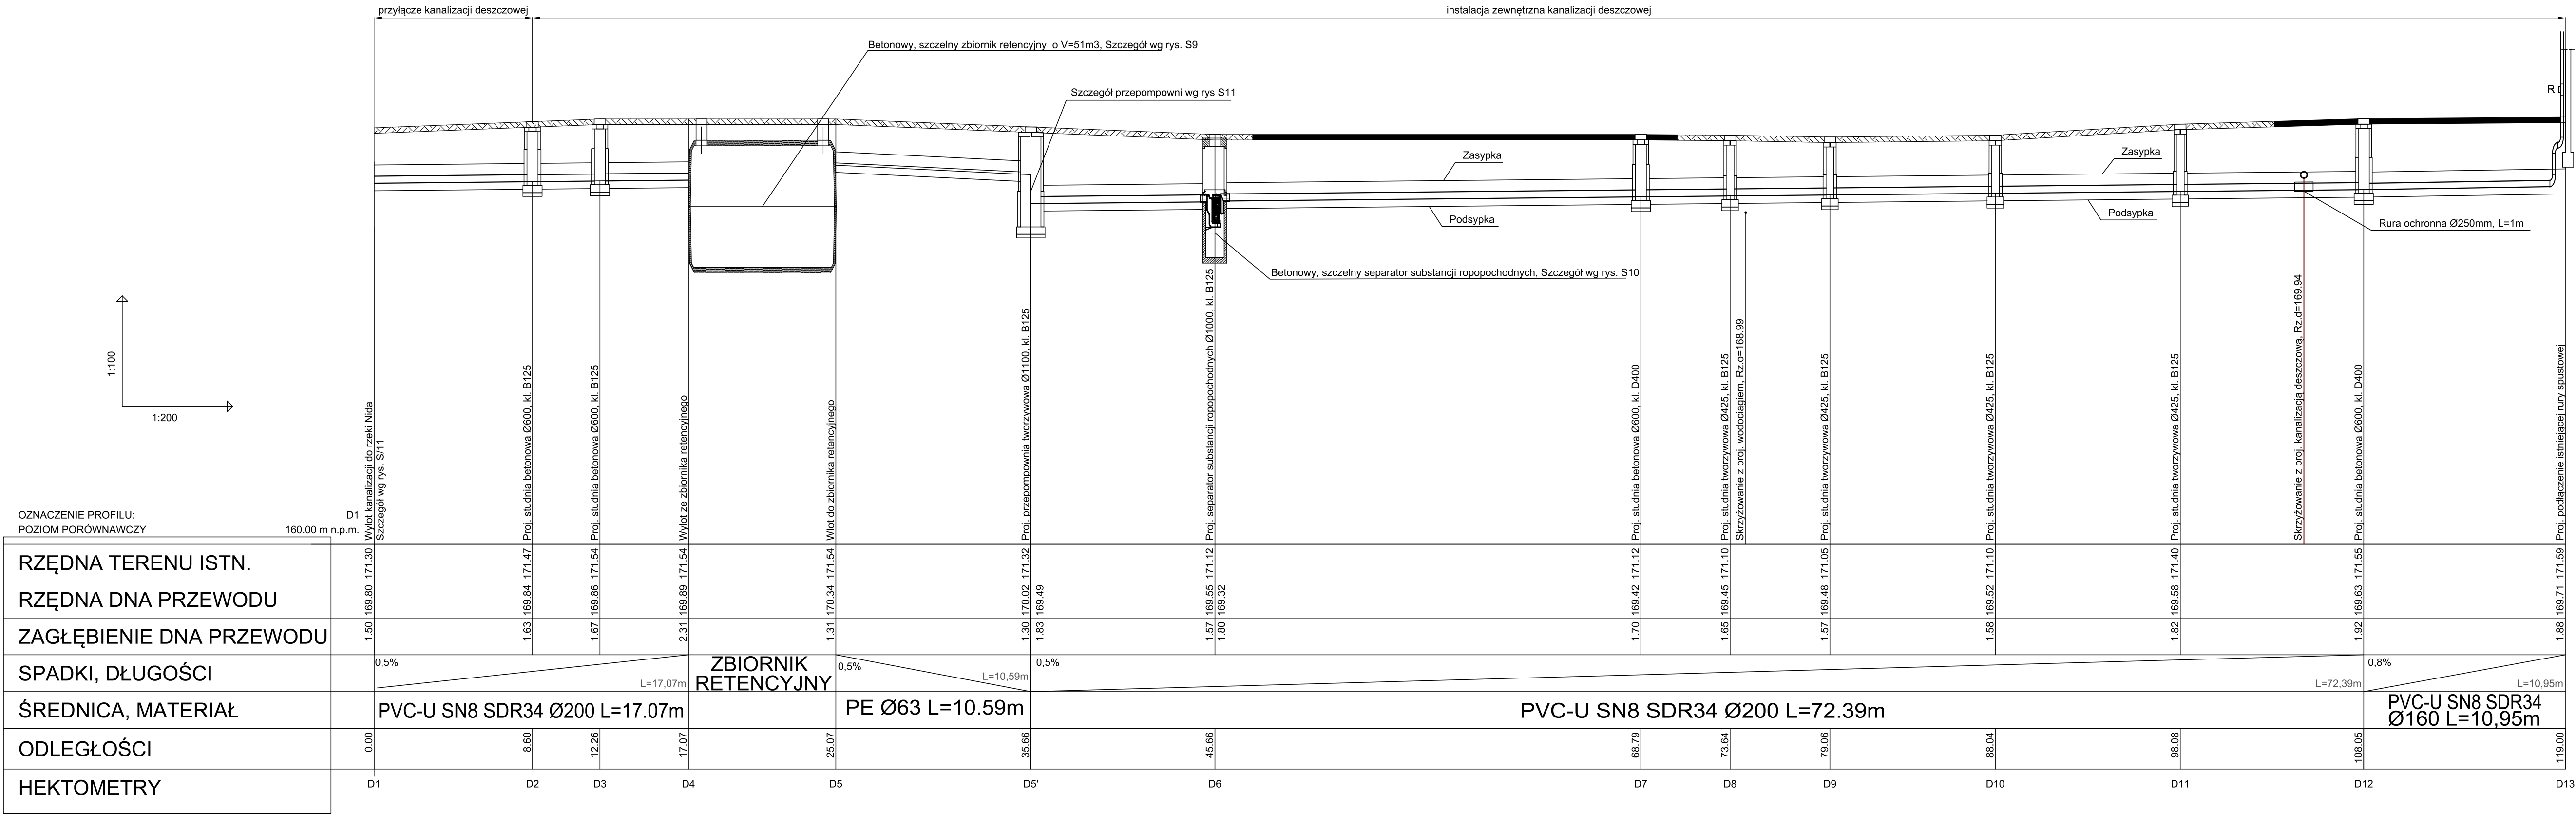 przyłącze kanalizacji deszczowej
instalacja zewnętrzna kanalizacji deszczowej
Betonowy, szczelny zbiornik retencyjny o V=51m3, Szczegół wg rys. S9
Szczegół przepompowni wg rys S11
R
Zasypka
Zasypka
Podsypka
Podsypka
Rura ochronna Ø250mm, L=1m
Betonowy, szczelny separator substancji ropopochodnych, Szczegół wg rys. S10
1:100
1:200
Wylot kanalizacji do rzeki Nida
Szczegół wg rys. S/11
Proj. studnia betonowa Ø600, kl. B125
Proj. studnia betonowa Ø600, kl. B125
Wylot ze zbiornika retencyjnego
Wlot do zbiornika retencyjnego
Proj. przepompownia tworzywowa Ø1100, kl. B125
Proj. separator substancji ropopochodnych Ø1000, kl. B125
Proj. studnia betonowa Ø600, kl. D400
Proj. studnia tworzywowa Ø425, kl. B125
Skrzyżowanie z proj. wodociągiem, Rz.o=168.99
Proj. studnia tworzywowa Ø425, kl. B125
Proj. studnia tworzywowa Ø425, kl. B125
Proj. studnia tworzywowa Ø425, kl. B125
Skrzyżowanie z proj. kanalizacją deszczową, Rz.d=169.94
Proj. studnia betonowa Ø600, kl. D400
Proj. podłączenie istniejącej rury spustowej
OZNACZENIE PROFILU: D1
POZIOM PORÓWNAWCZY 160.00 m n.p.m.
RZĘDNA TERENU ISTN. 171.30 171.47 171.54 171.54 171.54 171.32 171.12 171.12 171.10 171.05 171.10 171.40 171.55 171.59
RZĘDNA DNA PRZEWODU 169.80 169.84 169.86 169.89 170.34 170.02 169.49 169.55 169.32 169.42 169.45 169.48 169.52 169.58 169.63 169.71
ZAGŁĘBIENIE DNA PRZEWODU 1.50 1.63 1.67 2.31 1.31 1.30 1.83 1.57 1.80 1.70 1.65 1.57 1.58 1.82 1.92 1.88
SPADKI, DŁUGOŚCI 0,5% L=17,07m ZBIORNIK RETENCYJNY 0,5% L=10,59m 0,5% L=72,39m 0,8% L=10,95m
ŚREDNICA, MATERIAŁ PVC-U SN8 SDR34 Ø200 L=17.07m PE Ø63 L=10.59m PVC-U SN8 SDR34 Ø200 L=72.39m PVC-U SN8 SDR34 Ø160 L=10,95m
ODLEGŁOŚCI 0.00 8.60 12.26 17.07 25.07 35.66 45.66 68.79 73.64 79.06 88.04 98.08 108.05 119.00
HEKTOMETRY D1 D2 D3 D4 D5 D5' D6 D7 D8 D9 D10 D11 D12 D13